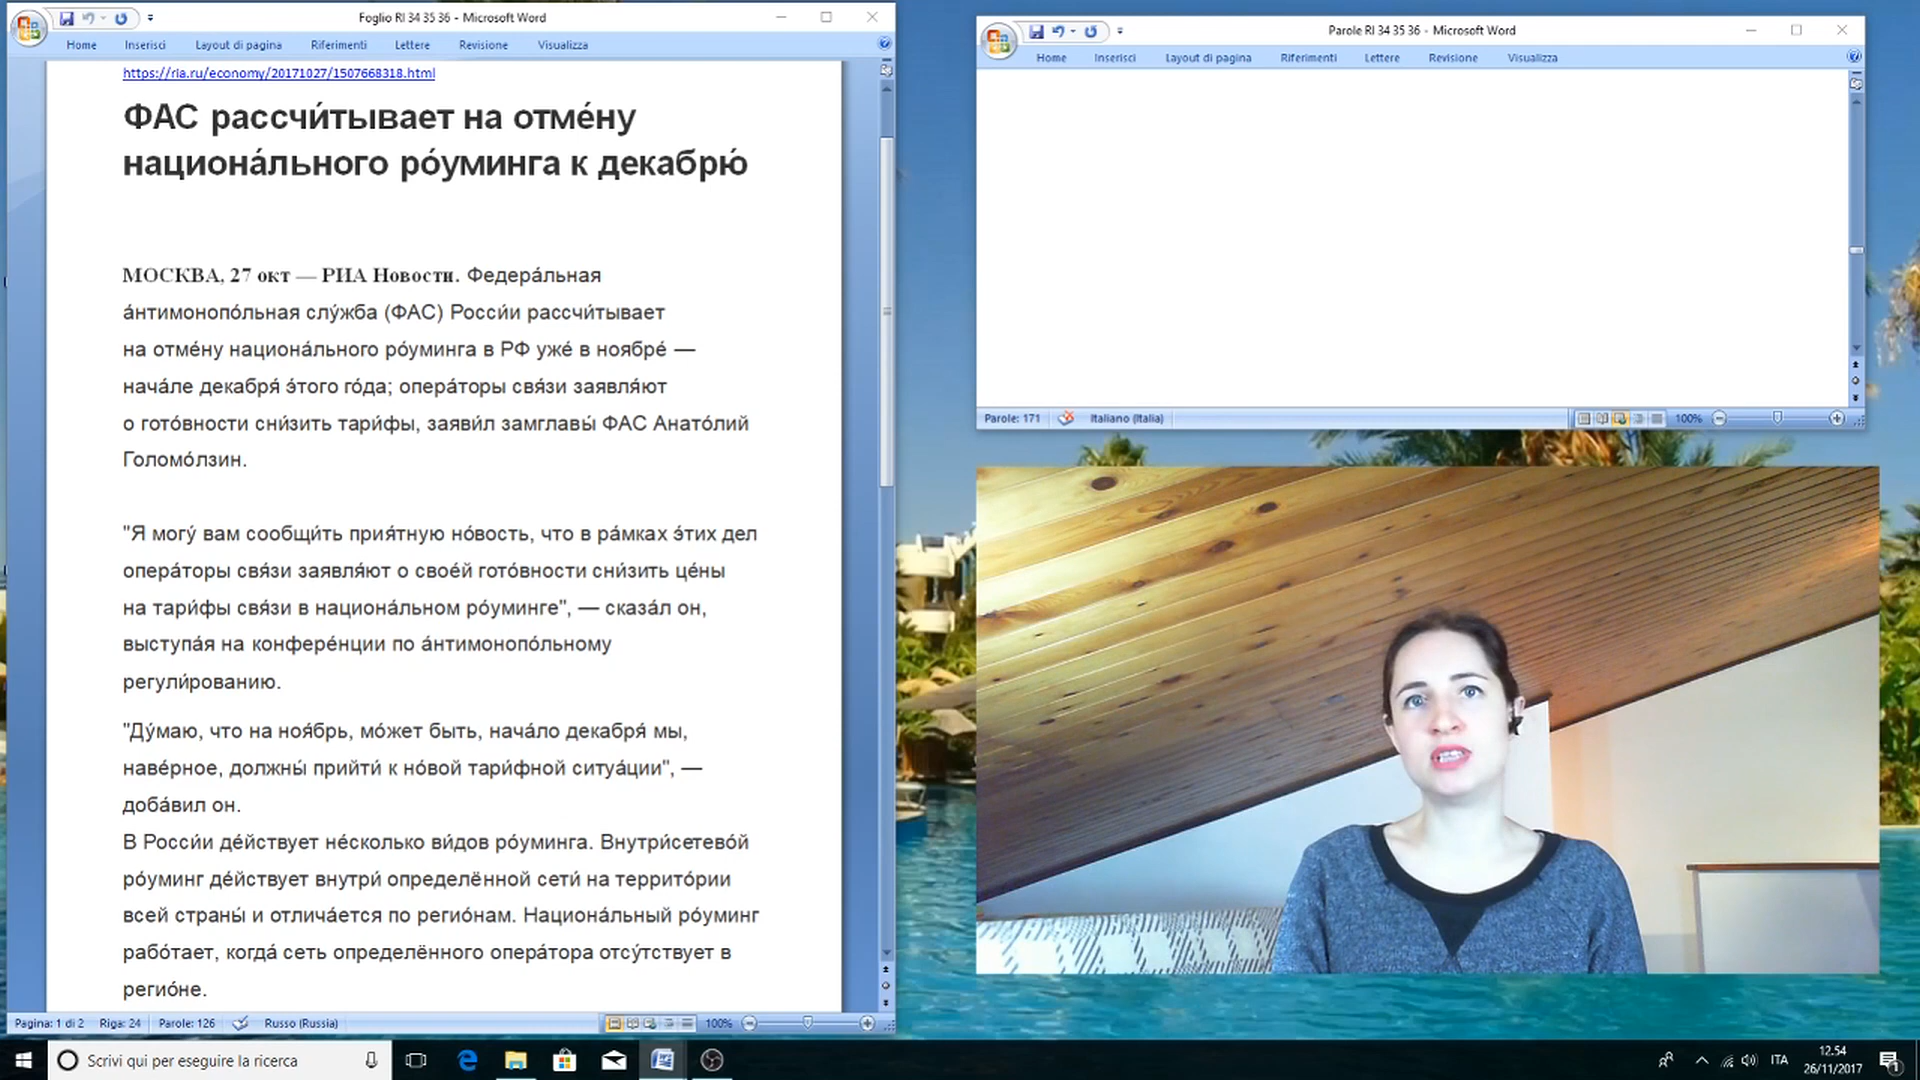 Foglio RI 34 35 36 - Microsoft Word
Home Inserisci Layout di pagina Riferimenti Lettere Revisione Visualizza
https://ria.ru/economy/20171027/1507668318.html
ФАС рассчи́тывает на отме́ну
национа́льного ро́уминга к декабрю́
МОСКВА, 27 окт — РИА Новости. Федера́льная
а́нтимонопо́льная слу́жба (ФАС) Росси́и рассчи́тывает
на отме́ну национа́льного ро́уминга в РФ уже́ в ноябре́ —
нача́ле декабря́ э́того го́да; опера́торы свя́зи заявля́ют
о гото́вности сни́зить тари́фы, заяви́л замглавы́ ФАС Анато́лий
Голомо́лзин.
"Я могу́ вам сообщи́ть прия́тную но́вость, что в ра́мках э́тих дел
опера́торы свя́зи заявля́ют о свое́й гото́вности сни́зить це́ны
на тари́фы свя́зи в национа́льном ро́уминге", — сказа́л он,
выступа́я на конфере́нции по а́нтимонопо́льному
регули́рованию.
"Ду́маю, что на ноя́брь, мо́жет быть, нача́ло декабря́ мы,
наве́рное, должны́ прийти́ к но́вой тари́фной ситуа́ции", —
доба́вил он.
В Росси́и де́йствует не́сколько ви́дов ро́уминга. Внутри́сетево́й
ро́уминг де́йствует внутри́ определённой сети́ на террито́рии
всей страны́ и отлича́ется по регио́нам. Национа́льный ро́уминг
рабо́тает, когда́ сеть определённого опера́тора отсу́тствует в
регио́не.
Pagina: 1 di 2 Riga: 24 Parole: 126 Russo (Russia) 100%
Parole RI 34 35 36 - Microsoft Word
Home Inserisci Layout di pagina Riferimenti Lettere Revisione Visualizza
Parole: 171 Italiano (Italia) 100%
Scrivi qui per eseguire la ricerca
ITA
12.54
26/11/2017
1